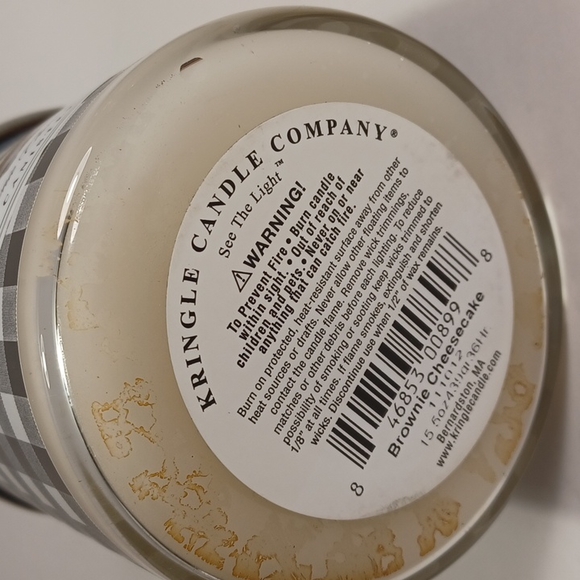 KRINGLE CANDLE COMPANY®
See The Light™
⚠WARNING!
To Prevent Fire • Burn candle
within sight. • Out of reach of
children and pets. • Never on or near
anything that can catch fire.
Burn on protected, heat-resistant surface away from other
heat sources or drafts. Never allow other floating items to
contact the candle flame. Remove wick trimmings,
matches or other debris before each lighting. To reduce
possibility of smoking or sooting keep wicks trimmed to
1/8" at all times. If flame smokes, extinguish and shorten
wicks. Discontinue use when 1/2" of wax remains.
8 46853 00899 8
Brownie Cheesecake
Bernardston, MA
www.kringlecandle.com